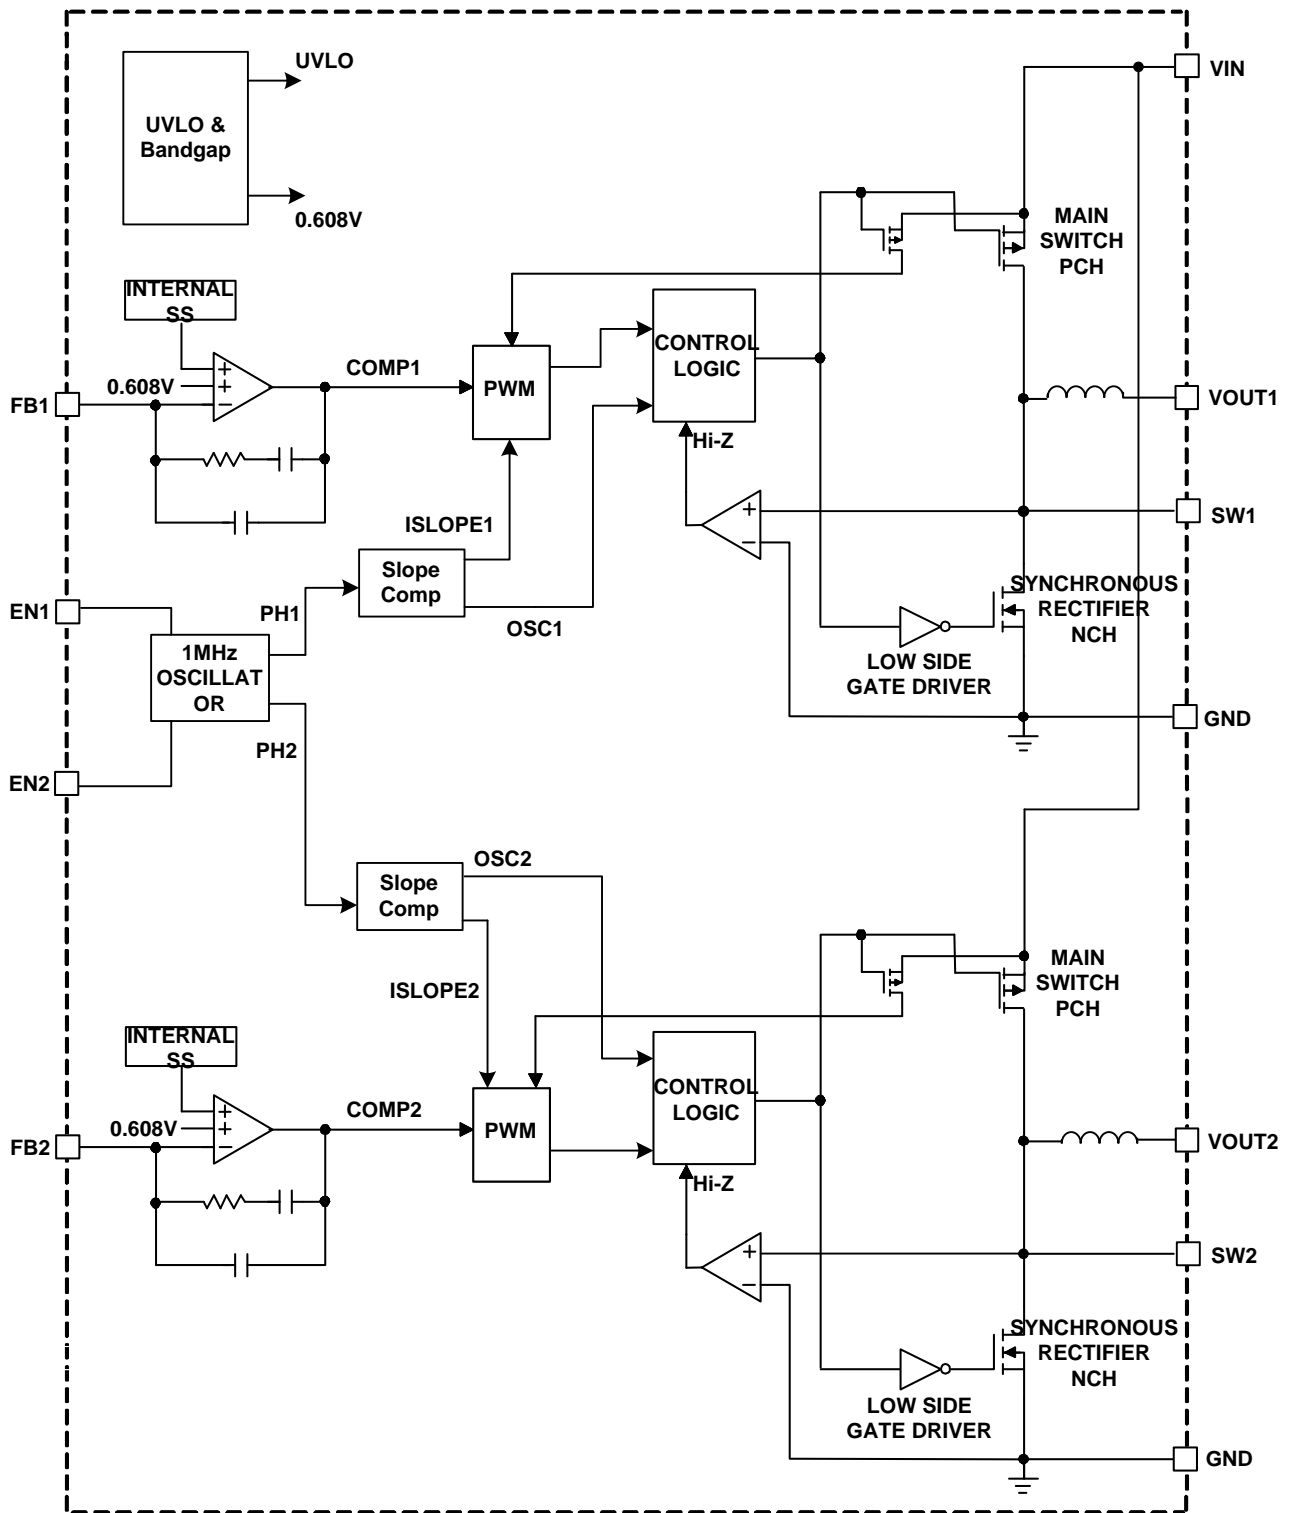 UVLO
VIN
UVLO &
Bandgap
0.608V
MAIN
SWITCH
PCH
INTERNAL
SS
CONTROL
LOGIC
COMP1
PWM
0.608V
+
+
−
FB1
VOUT1
Hi-Z
+
−
SW1
ISLOPE1
Slope
Comp
SYNCHRONOUS
RECTIFIER
NCH
EN1
PH1
OSC1
1MHz
OSCILLAT
OR
LOW SIDE
GATE DRIVER
GND
PH2
EN2
OSC2
Slope
Comp
MAIN
SWITCH
PCH
ISLOPE2
INTERNAL
SS
CONTROL
LOGIC
COMP2
PWM
0.608V
+
+
−
FB2
VOUT2
Hi-Z
+
−
SW2
SYNCHRONOUS
RECTIFIER
NCH
LOW SIDE
GATE DRIVER
GND